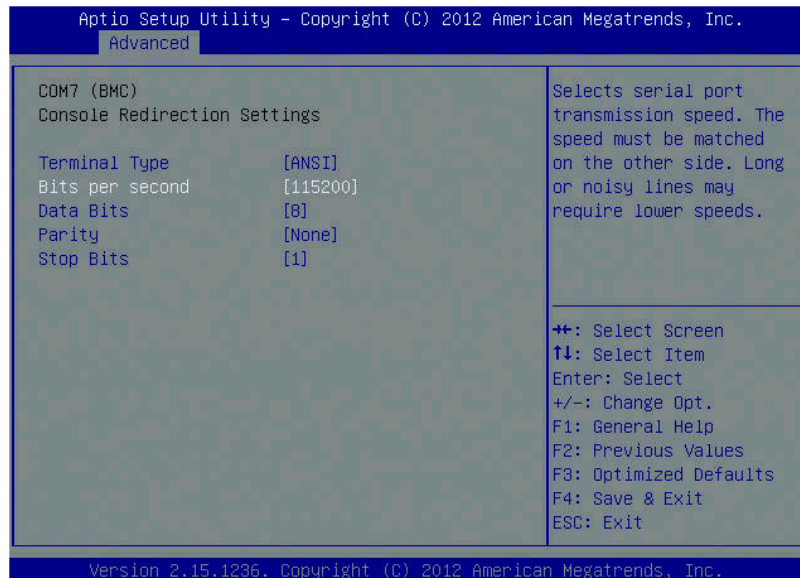 Aptio Setup Utility – Copyright (C) 2012 American Megatrends, Inc.
Advanced
COM7 (BMC)
Console Redirection Settings
Terminal Type [ANSI]
Bits per second [115200]
Data Bits [8]
Parity [None]
Stop Bits [1]
Selects serial port
transmission speed. The
speed must be matched
on the other side. Long
or noisy lines may
require lower speeds.
→←: Select Screen
↑↓: Select Item
Enter: Select
+/-: Change Opt.
F1: General Help
F2: Previous Values
F3: Optimized Defaults
F4: Save & Exit
ESC: Exit
Version 2.15.1236. Copyright (C) 2012 American Megatrends, Inc.